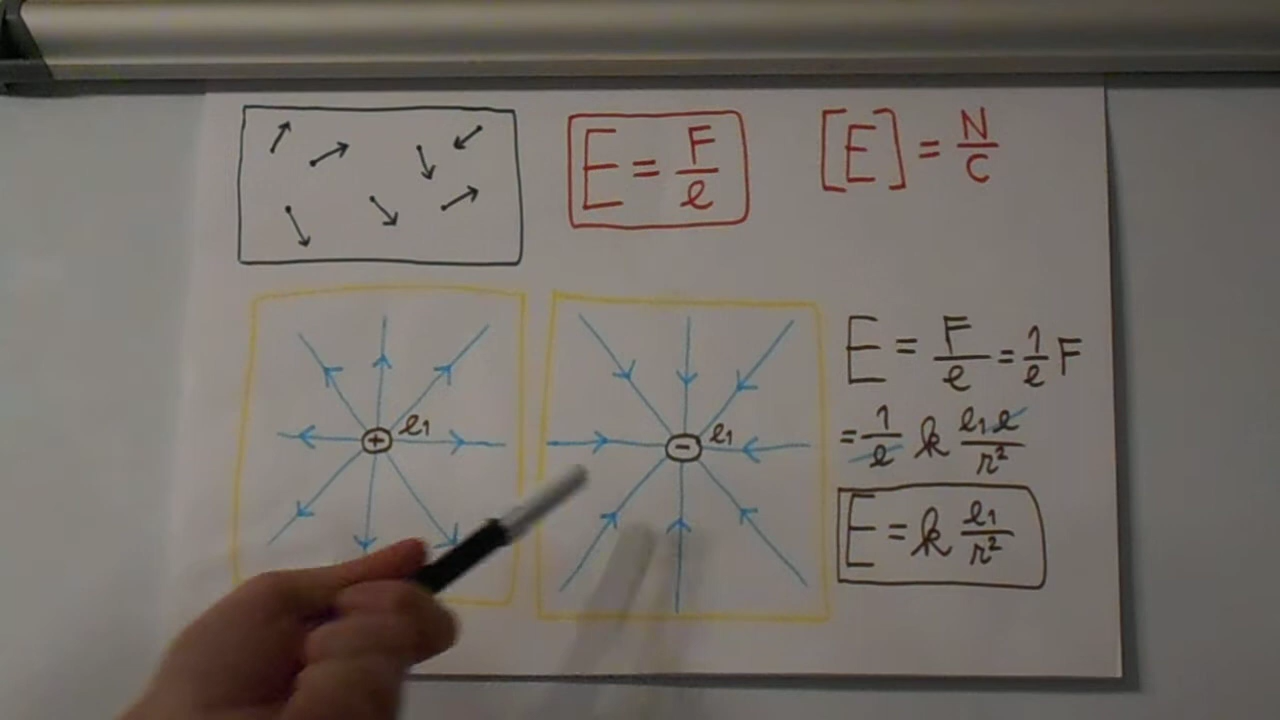 E = F/e
[E] = N/C
+ e₁
− e₁
E = F/e = 1/e F
= 1/e k e₁e/r²
E = k e₁/r²